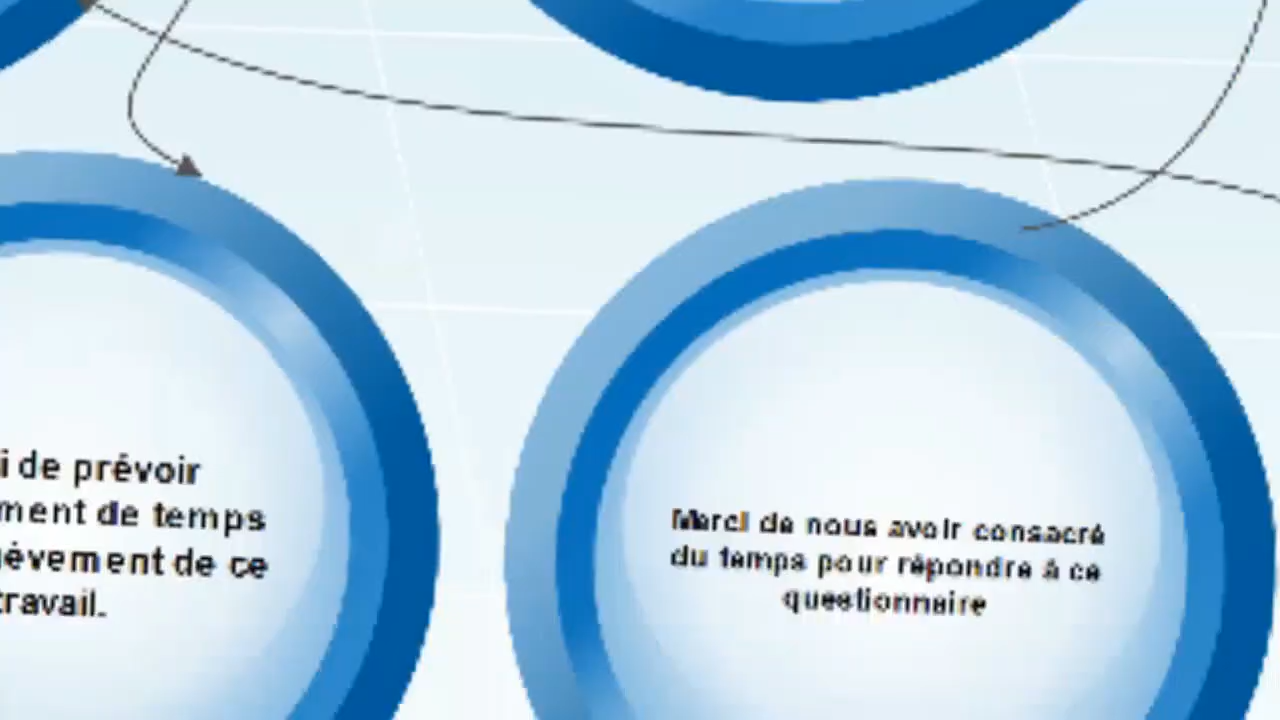 i de prévoir
ment de temps
èvement de ce
travail.
Merci de nous avoir consacré
du temps pour répondre à ce
questionnaire